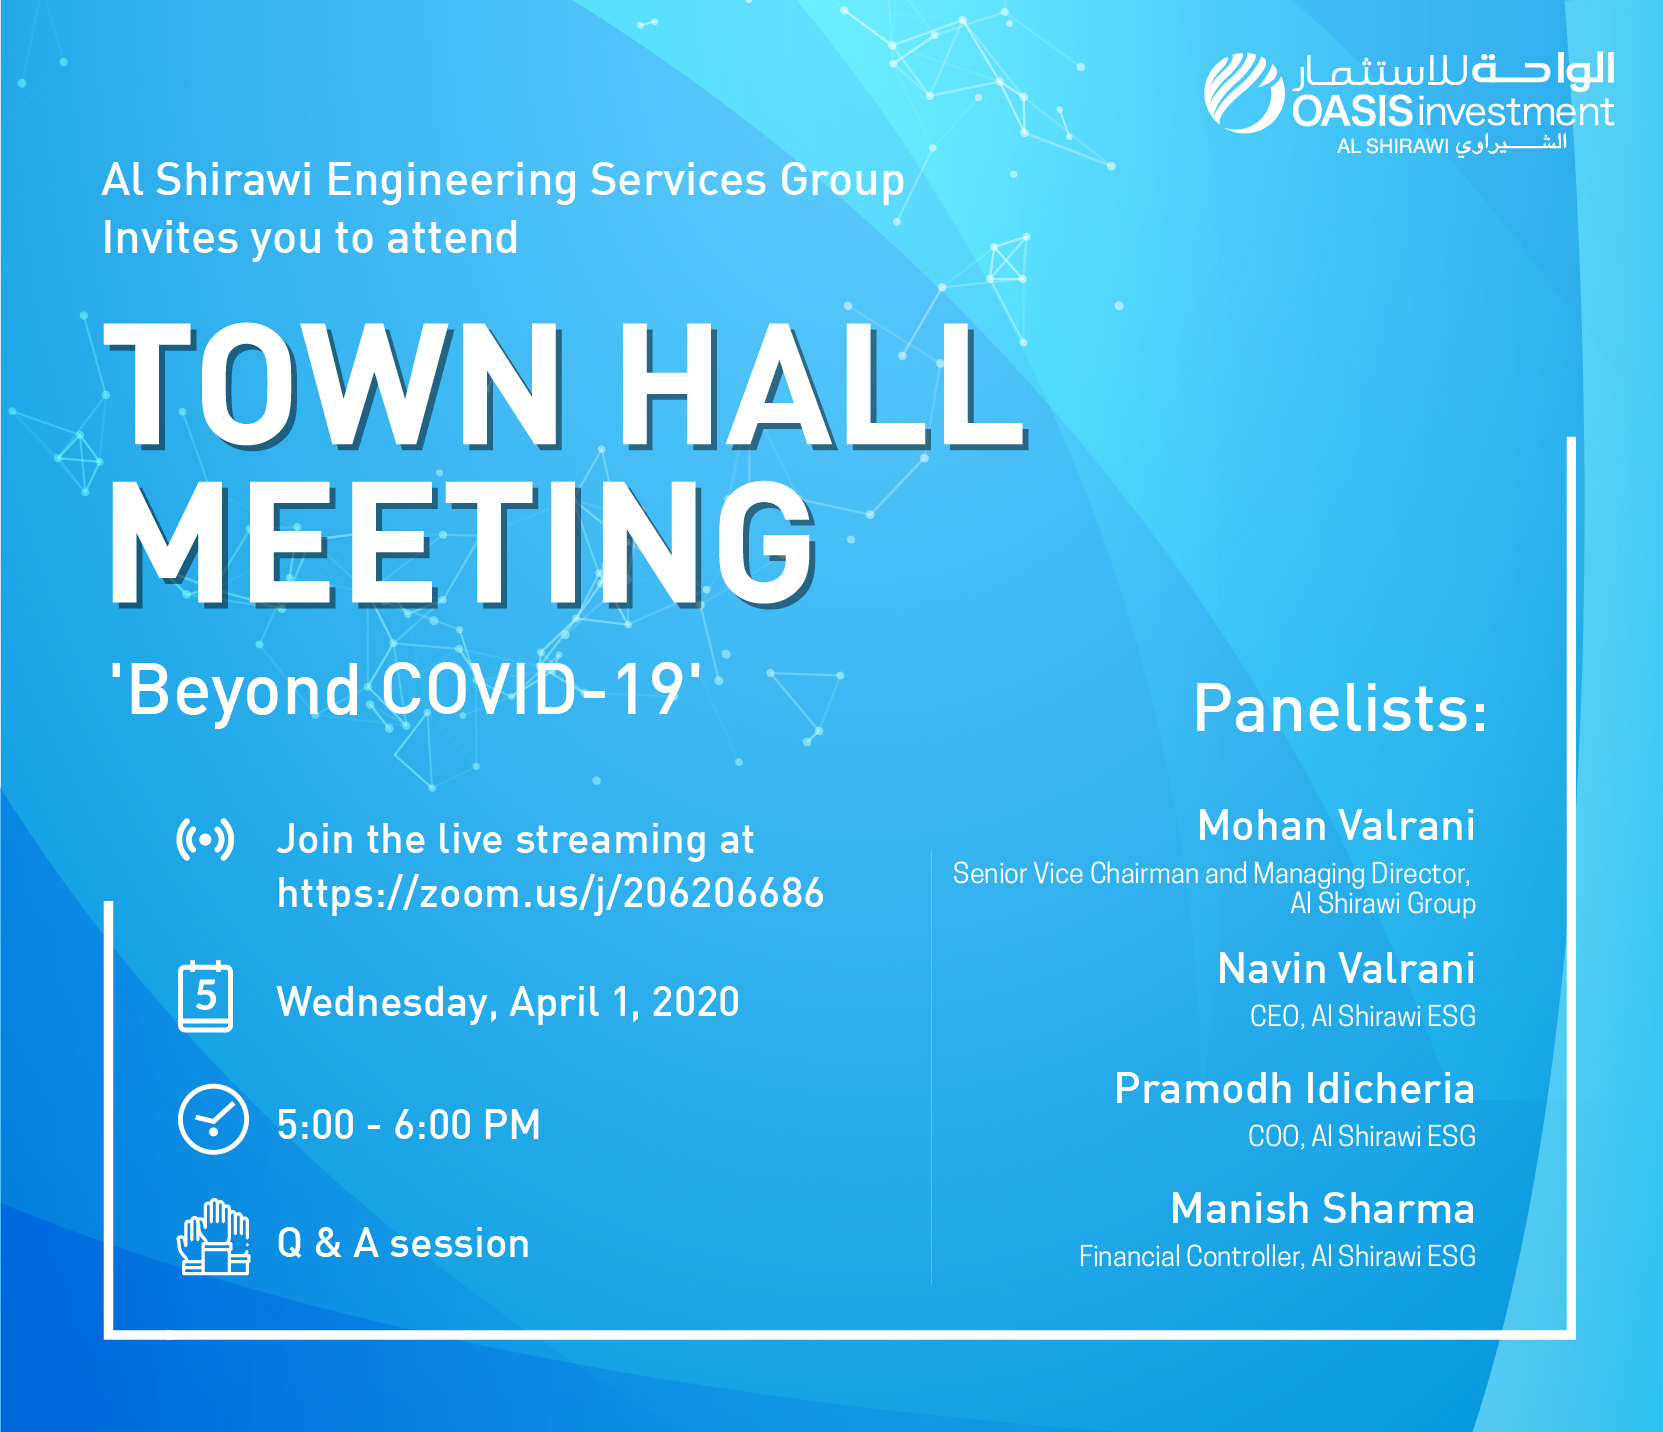 الواحة للاستثمار
OASIS investment
AL SHIRAWI الشيراوي
Al Shirawi Engineering Services Group
Invites you to attend
TOWN HALL
MEETING
'Beyond COVID-19'
Join the live streaming at
https://zoom.us/j/206206686
5
Wednesday, April 1, 2020
5:00 - 6:00 PM
Q & A session
Panelists:
Mohan Valrani
Senior Vice Chairman and Managing Director,
Al Shirawi Group
Navin Valrani
CEO, Al Shirawi ESG
Pramodh Idicheria
COO, Al Shirawi ESG
Manish Sharma
Financial Controller, Al Shirawi ESG